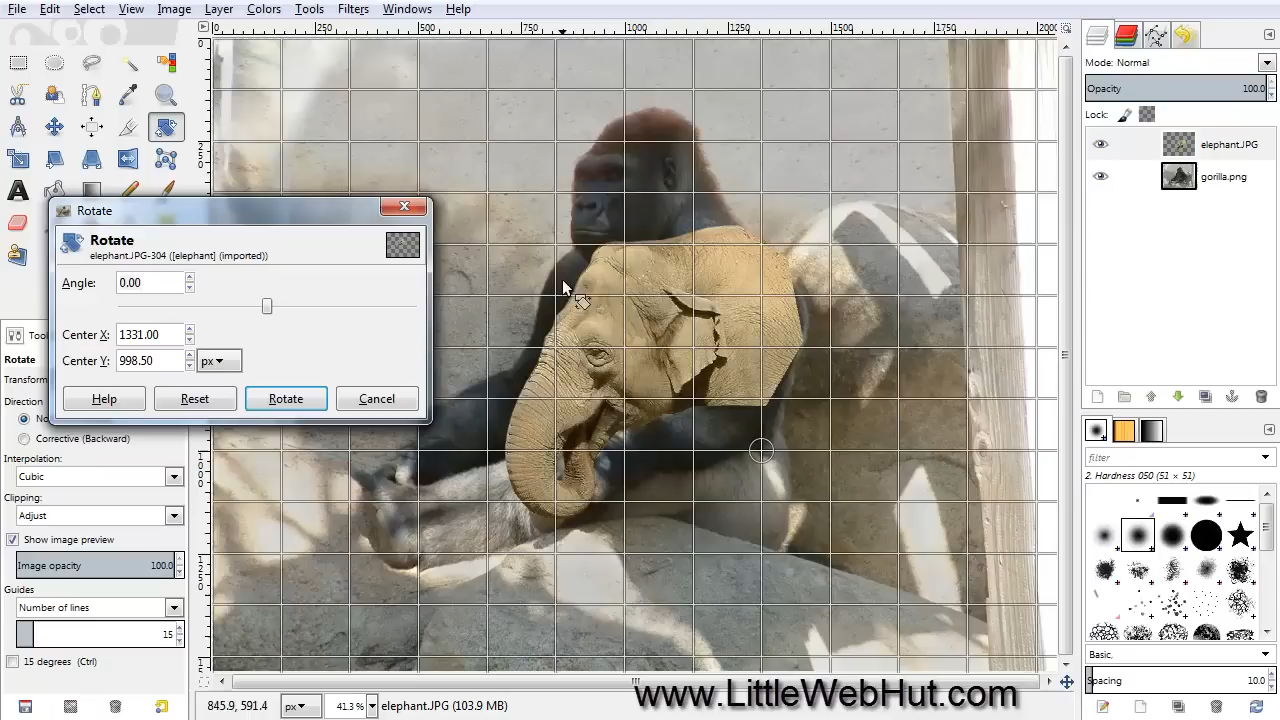 File Edit Select View Image Layer Colors Tools Filters Windows Help
0 250 500 750 1000 1250 1500 1750 2000
Mode: Normal
Opacity 100.0
Lock:
elephant.JPG
gorilla.png
Rotate
Rotate
elephant.JPG-304 ([elephant] (imported))
Angle: 0.00
Center X: 1331.00
Center Y: 998.50 px
Help Reset Rotate Cancel
Rotate
Direction
Corrective (Backward)
Interpolation:
Cubic
Clipping:
Adjust
Show image preview
Image opacity 100.0
Guides
Number of lines
15
15 degrees (Ctrl)
filter
2. Hardness 050 (51 × 51)
Basic,
Spacing 10.0
845.9, 591.4 px 41.3 % elephant.JPG (103.9 MB)
www.LittleWebHut.com